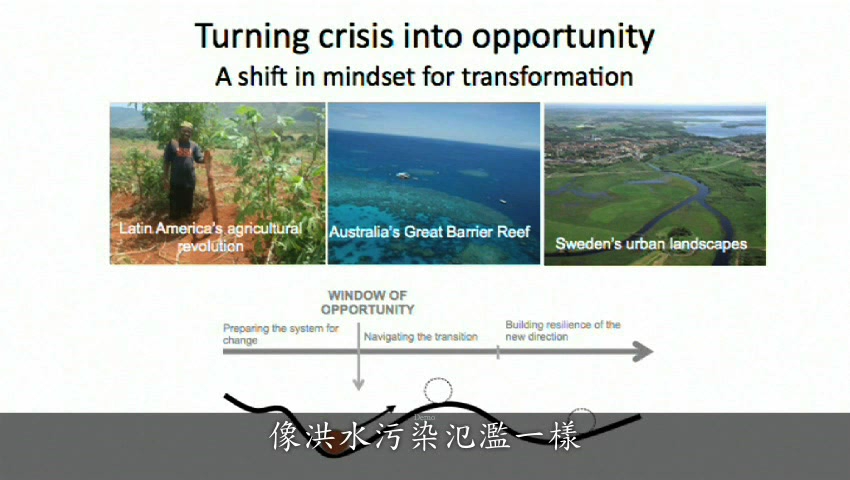 Turning crisis into opportunity
A shift in mindset for transformation
Latin America's agricultural
revolution
Australia's Great Barrier Reef
Sweden's urban landscapes
WINDOW OF
OPPORTUNITY
Preparing the system for
change
Navigating the transition
Building resilience of the
new direction
Demo
像洪水污染氾濫一樣